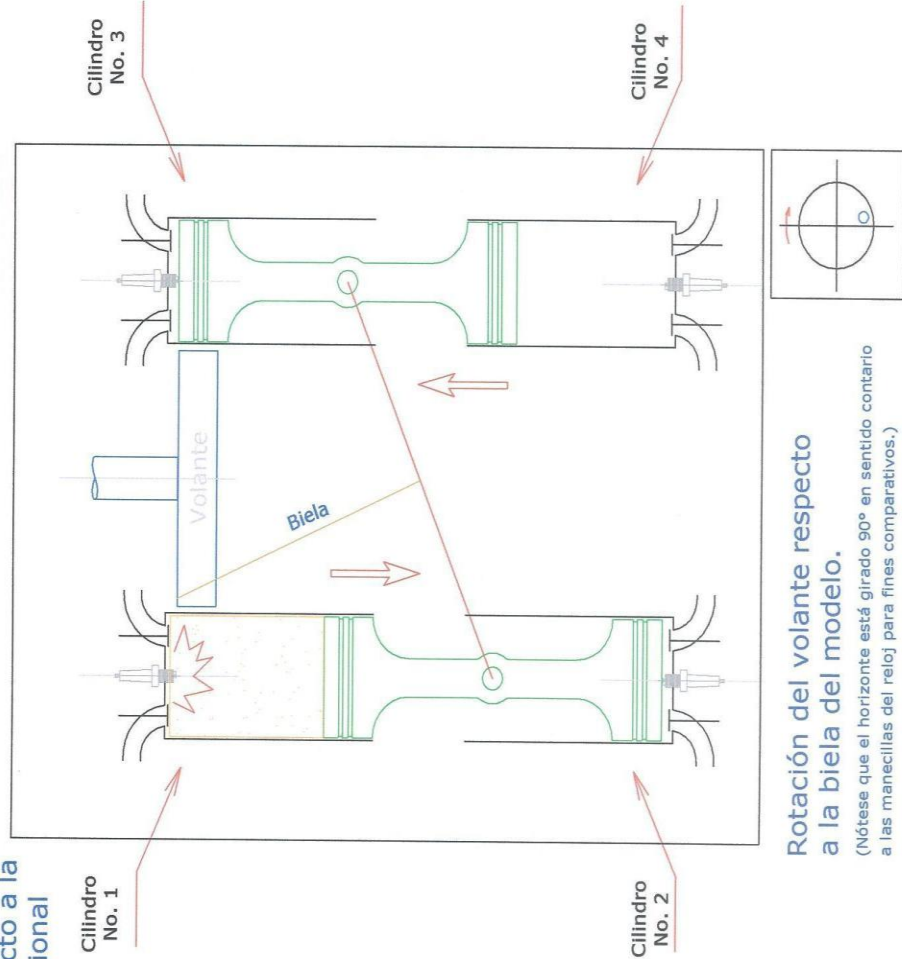 cto a la
ional
Cilindro
No. 1
Cilindro
No. 3
Volante
Biela
Cilindro
No. 2
Cilindro
No. 4
Rotación del volante respecto
a la biela del modelo.
(Nótese que el horizonte está girado 90º en sentido contario
a las manecillas del reloj para fines comparativos.)